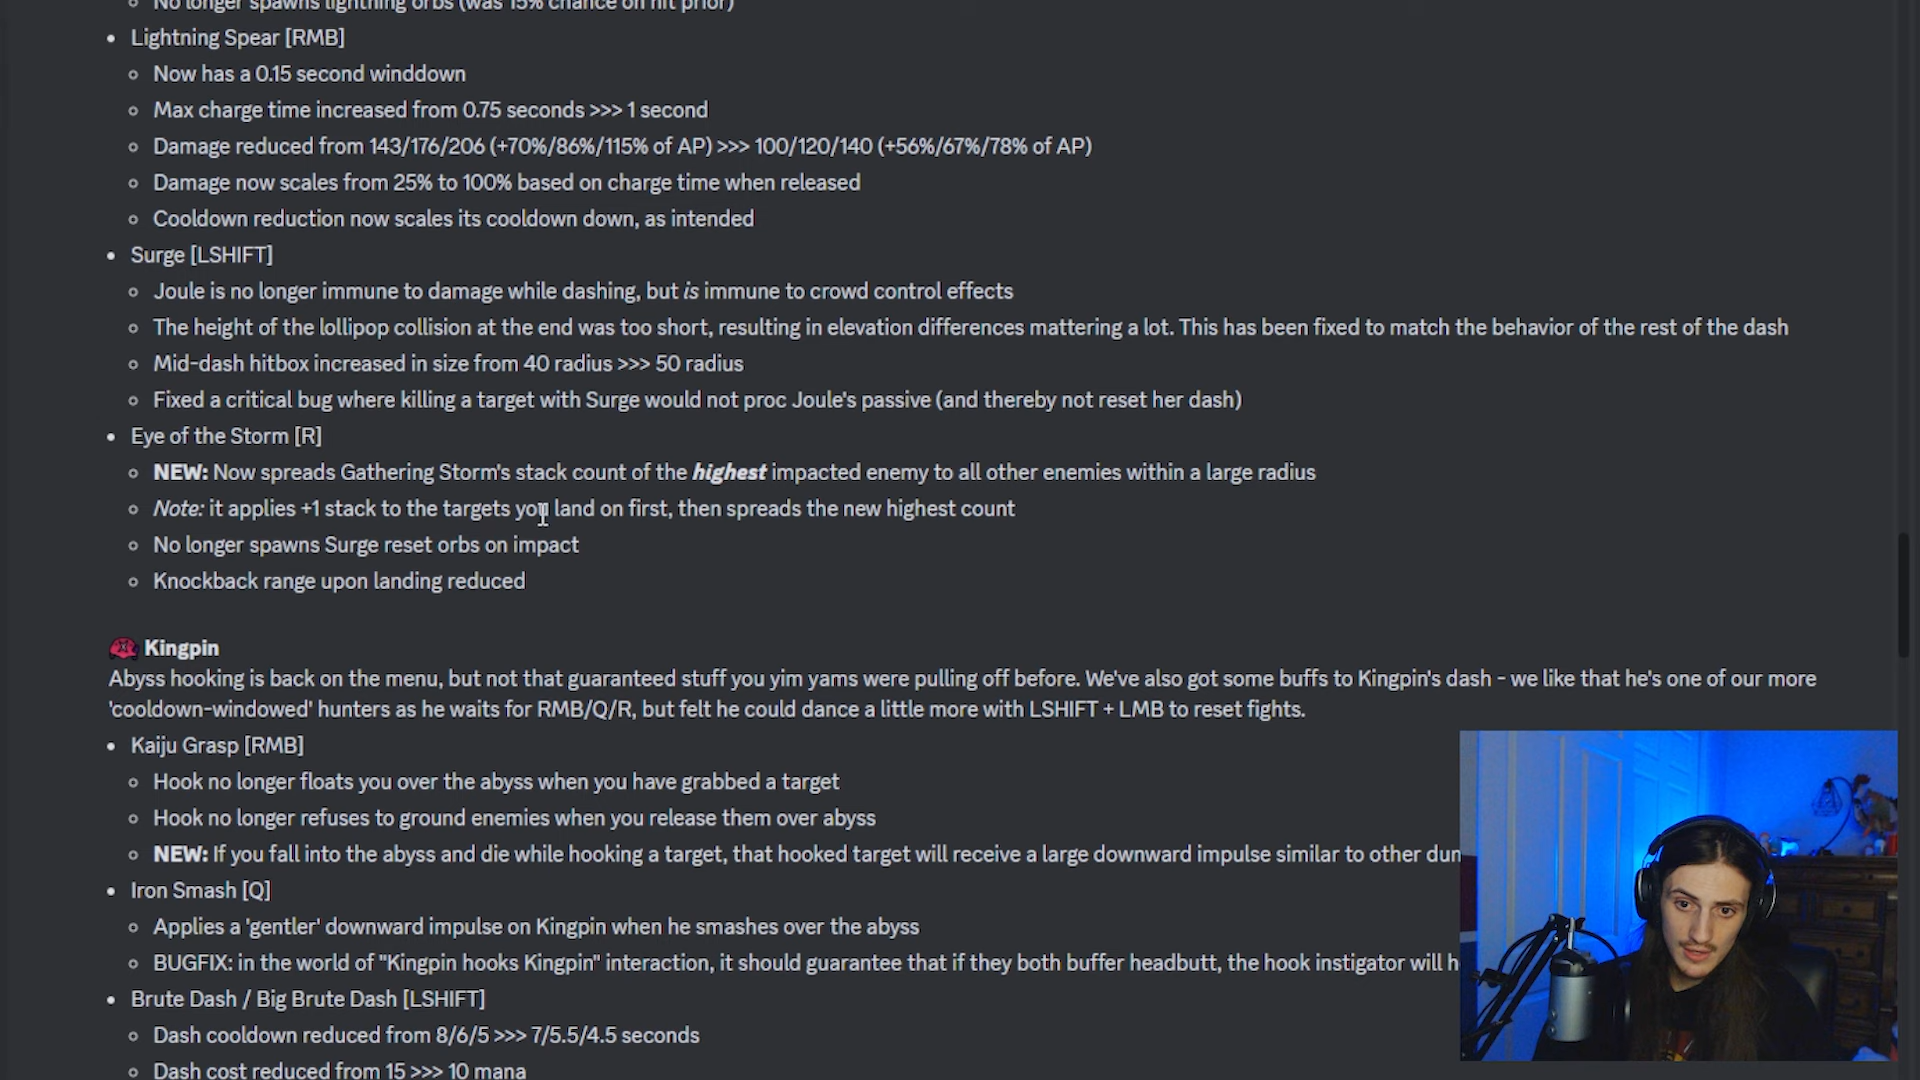 No longer spawns lightning orbs (was 15% chance on hit prior)
Lightning Spear [RMB]
Now has a 0.15 second winddown
Max charge time increased from 0.75 seconds >>> 1 second
Damage reduced from 143/176/206 (+70%/86%/115% of AP) >>> 100/120/140 (+56%/67%/78% of AP)
Damage now scales from 25% to 100% based on charge time when released
Cooldown reduction now scales its cooldown down, as intended
Surge [LSHIFT]
Joule is no longer immune to damage while dashing, but is immune to crowd control effects
The height of the lollipop collision at the end was too short, resulting in elevation differences mattering a lot. This has been fixed to match the behavior of the rest of the dash
Mid-dash hitbox increased in size from 40 radius >>> 50 radius
Fixed a critical bug where killing a target with Surge would not proc Joule's passive (and thereby not reset her dash)
Eye of the Storm [R]
NEW: Now spreads Gathering Storm's stack count of the highest impacted enemy to all other enemies within a large radius
Note: it applies +1 stack to the targets you land on first, then spreads the new highest count
No longer spawns Surge reset orbs on impact
Knockback range upon landing reduced
Kingpin
Abyss hooking is back on the menu, but not that guaranteed stuff you yim yams were pulling off before. We've also got some buffs to Kingpin's dash - we like that he's one of our more
'cooldown-windowed' hunters as he waits for RMB/Q/R, but felt he could dance a little more with LSHIFT + LMB to reset fights.
Kaiju Grasp [RMB]
Hook no longer floats you over the abyss when you have grabbed a target
Hook no longer refuses to ground enemies when you release them over abyss
NEW: If you fall into the abyss and die while hooking a target, that hooked target will receive a large downward impulse similar to other
Iron Smash [Q]
Applies a 'gentler' downward impulse on Kingpin when he smashes over the abyss
BUGFIX: in the world of "Kingpin hooks Kingpin" interaction, it should guarantee that if they both buffer headbutt, the hook instigator will
Brute Dash / Big Brute Dash [LSHIFT]
Dash cooldown reduced from 8/6/5 >>> 7/5.5/4.5 seconds
Dash cost reduced from 15 >>> 10 mana